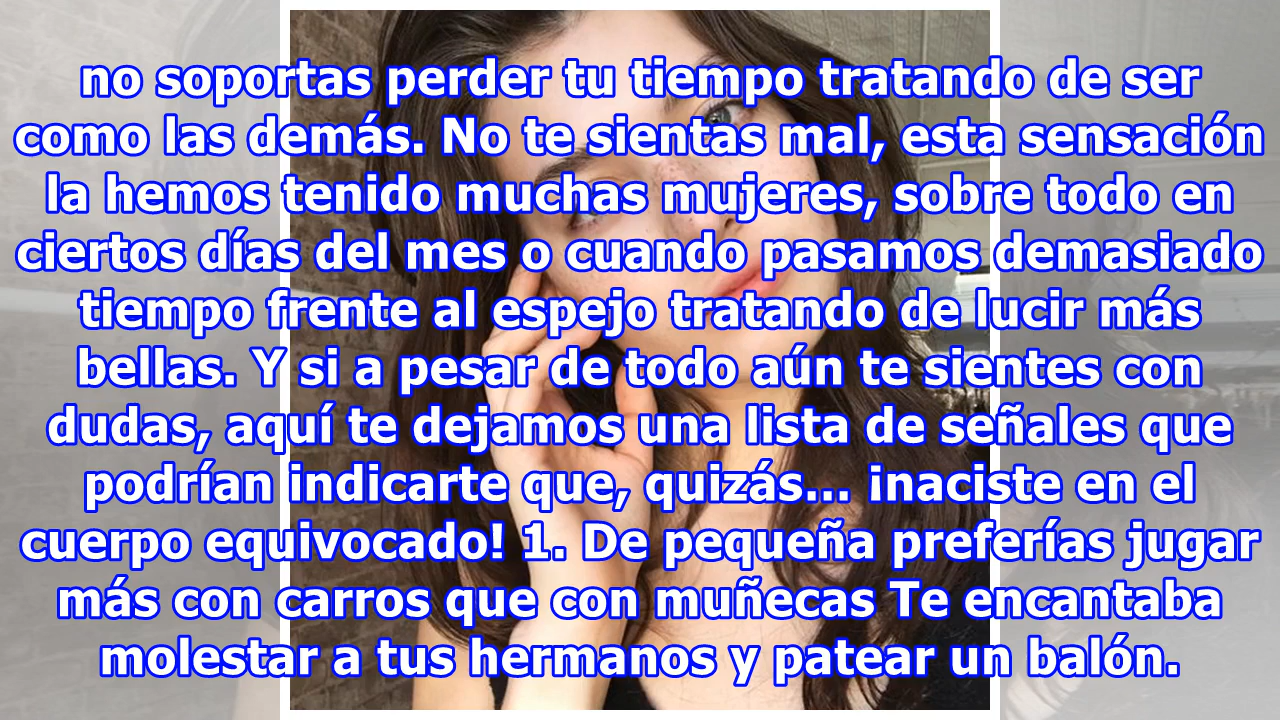 no soportas perder tu tiempo tratando de ser
como las demás. No te sientas mal, esta sensación
la hemos tenido muchas mujeres, sobre todo en
ciertos días del mes o cuando pasamos demasiado
tiempo frente al espejo tratando de lucir más
bellas. Y si a pesar de todo aún te sientes con
dudas, aquí te dejamos una lista de señales que
podrían indicarte que, quizás... ¡naciste en el
cuerpo equivocado! 1. De pequeña preferías jugar
más con carros que con muñecas Te encantaba
molestar a tus hermanos y patear un balón.